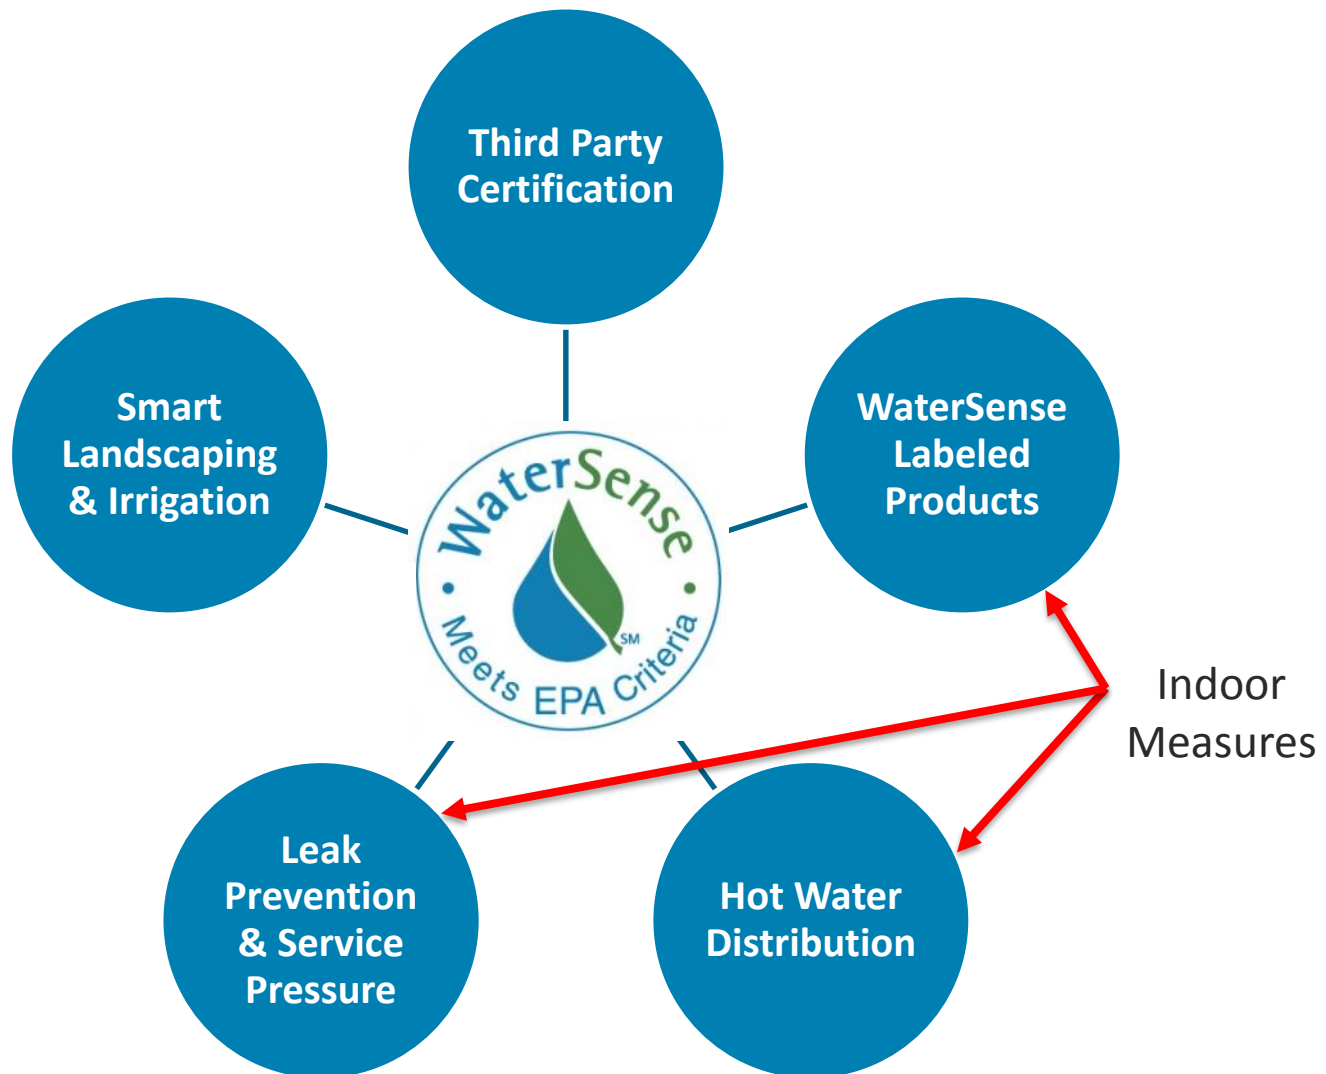 Third Party
Certification
Smart
Landscaping
& Irrigation
WaterSense
Labeled
Products
WaterSense
SM
• Meets EPA Criteria •
Indoor
Measures
Leak
Prevention
& Service
Pressure
Hot Water
Distribution